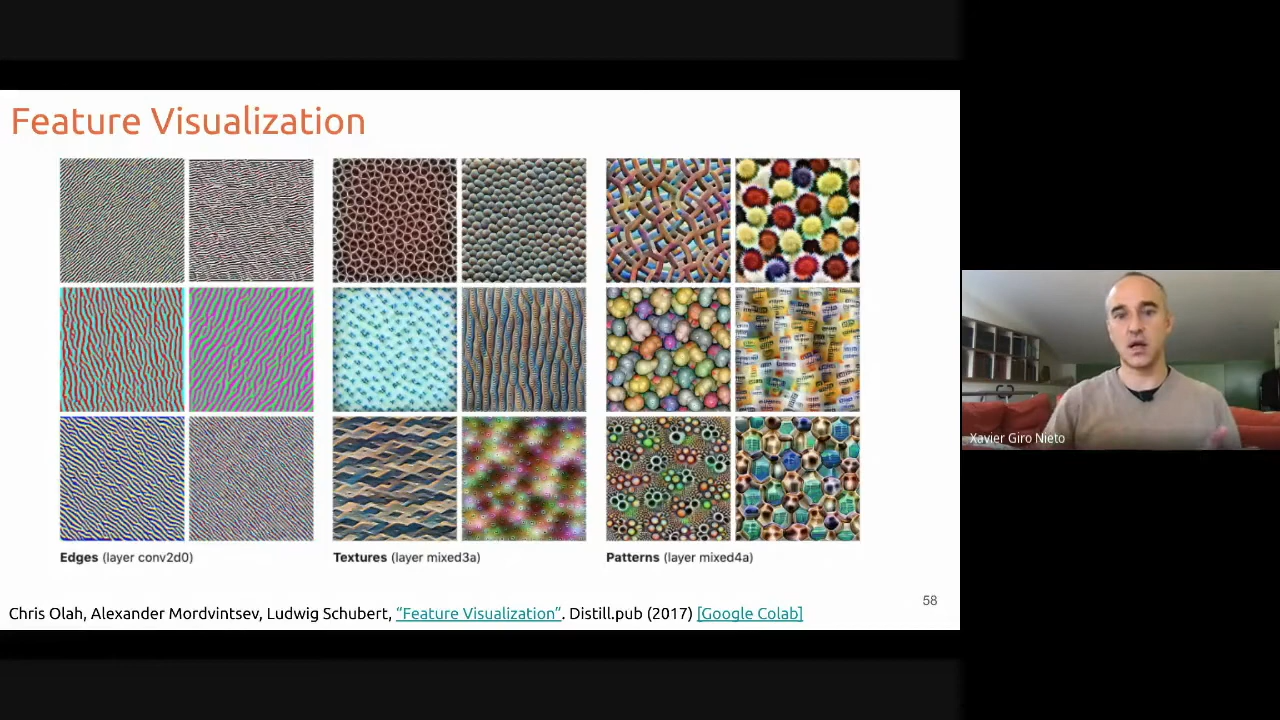 Feature Visualization
Edges (layer conv2d0)
Textures (layer mixed3a)
Patterns (layer mixed4a)
58
Chris Olah, Alexander Mordvintsev, Ludwig Schubert, “Feature Visualization”. Distill.pub (2017) [Google Colab]
Xavier Giro Nieto